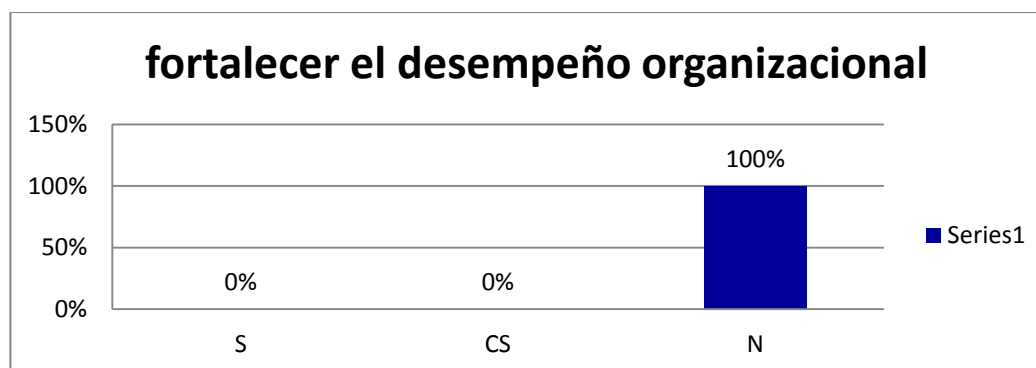 fortalecer el desempeño organizacional
150%
100%
50%
0%
0%
0%
100%
S
CS
N
Series1